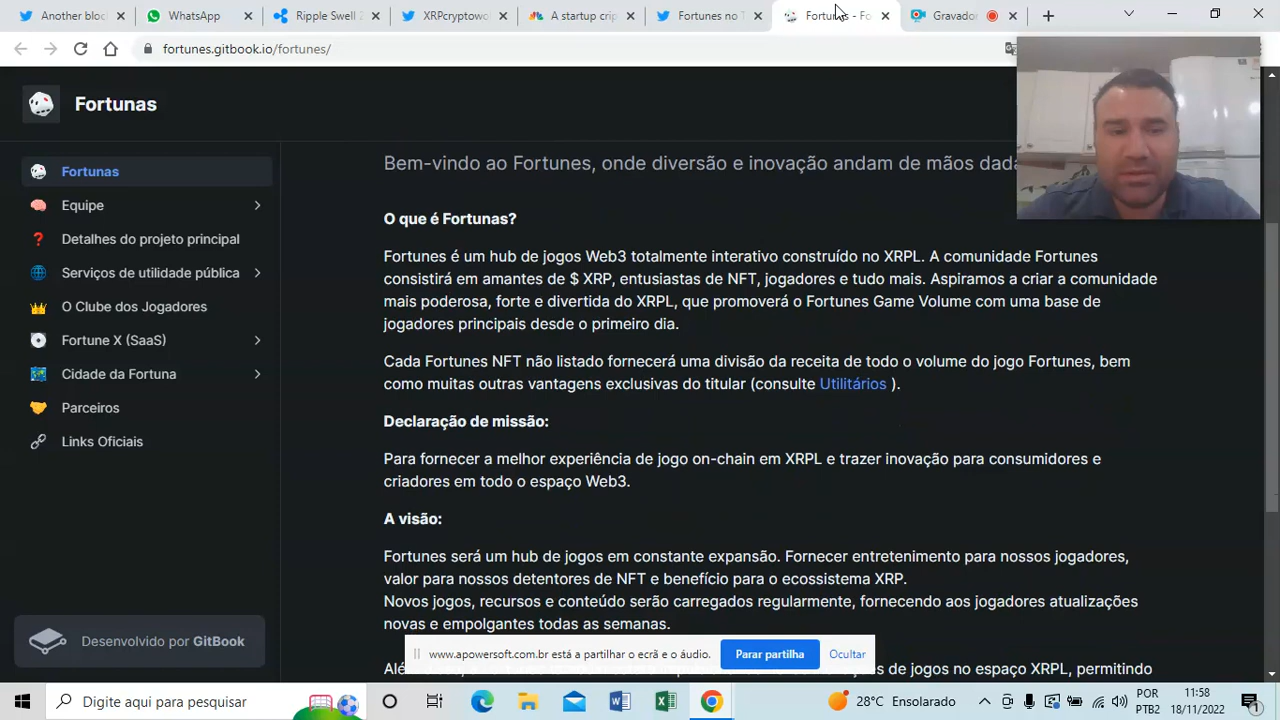 Another bloc
WhatsApp
Ripple Swell 2
XRPcryptowo
A startup crip
Fortunes no T
Fortunes - Fo
Gravador
fortunes.gitbook.io/fortunes/
Fortunas
Fortunas
Equipe
Detalhes do projeto principal
Serviços de utilidade pública
O Clube dos Jogadores
Fortune X (SaaS)
Cidade da Fortuna
Parceiros
Links Oficiais
Desenvolvido por GitBook
Bem-vindo ao Fortunes, onde diversão e inovação andam de mãos dada
O que é Fortunas?
Fortunes é um hub de jogos Web3 totalmente interativo construído no XRPL. A comunidade Fortunes
consistirá em amantes de $ XRP, entusiastas de NFT, jogadores e tudo mais. Aspiramos a criar a comunidade
mais poderosa, forte e divertida do XRPL, que promoverá o Fortunes Game Volume com uma base de
jogadores principais desde o primeiro dia.
Cada Fortunes NFT não listado fornecerá uma divisão da receita de todo o volume do jogo Fortunes, bem
como muitas outras vantagens exclusivas do titular (consulte Utilitários ).
Declaração de missão:
Para fornecer a melhor experiência de jogo on-chain em XRPL e trazer inovação para consumidores e
criadores em todo o espaço Web3.
A visão:
Fortunes será um hub de jogos em constante expansão. Fornecer entretenimento para nossos jogadores,
valor para nossos detentores de NFT e benefício para o ecossistema XRP.
Novos jogos, recursos e conteúdo serão carregados regularmente, fornecendo aos jogadores atualizações
novas e empolgantes todas as semanas.
www.apowersoft.com.br está a partilhar o ecrã e o áudio.
Parar partilha
Ocultar
de jogos no espaço XRPL, permitindo
Digite aqui para pesquisar
28°C Ensolarado
POR
PTB2
11:58
18/11/2022
1